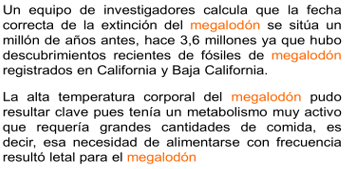 Un equipo de investigadores calcula que la fecha
correcta de la extinción del megalodón se sitúa un
millón de años antes, hace 3,6 millones ya que hubo
descubrimientos recientes de fósiles de megalodón
registrados en California y Baja California.
La alta temperatura corporal del megalodón pudo
resultar clave pues tenía un metabolismo muy activo
que requería grandes cantidades de comida, es
decir, esa necesidad de alimentarse con frecuencia
resultó letal para el megalodón